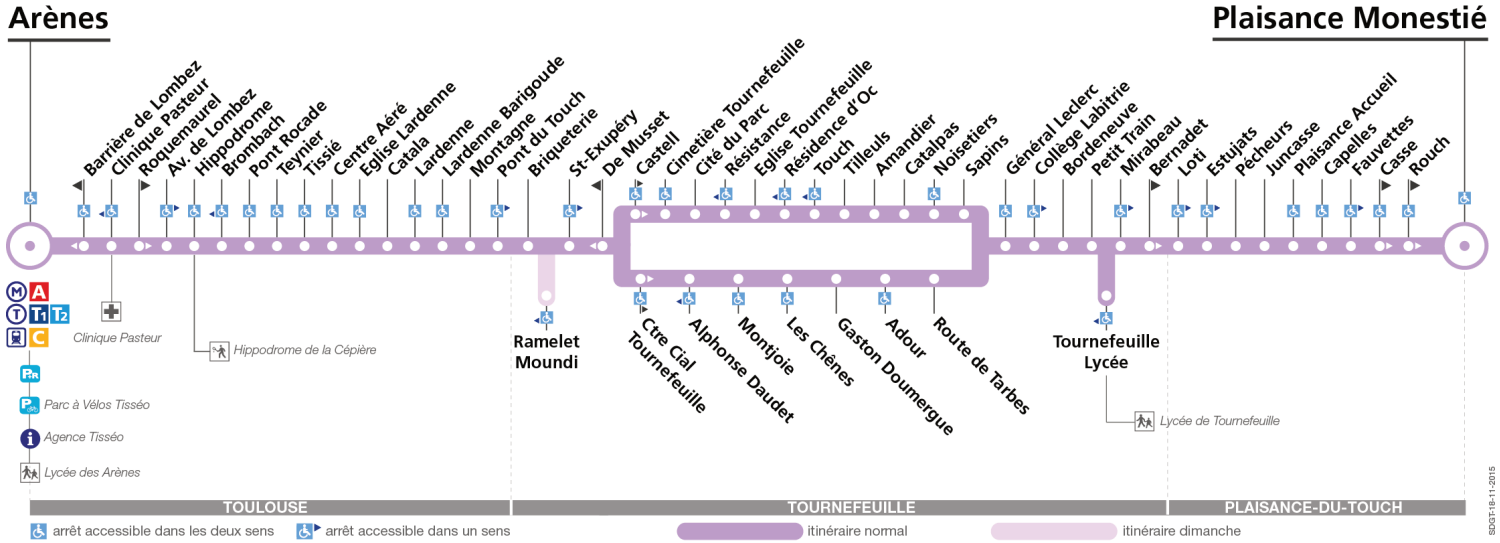 Arènes
Plaisance Monestié
Barrière de Lombez
Clinique Pasteur
Roquemaurel
Av. de Lombez
Hippodrome
Brombach
Pont Rocade
Teynier
Tissié
Centre Aéré
Eglise Lardenne
Catala
Lardenne
Lardenne Barigoude
Montagne
Pont du Touch
Briqueterie
St-Exupéry
De Musset
Castell
Cimetière Tournefeuille
Cité du Parc
Résistance
Eglise Tournefeuille
Résidence d'Oc
Touch
Tilleuls
Amandier
Catalpas
Noisetiers
Sapins
Général Leclerc
Collège Labitrie
Bordeneuve
Petit Train
Mirabeau
Bernadet
Loti
Estujats
Pêcheurs
Juncasse
Plaisance Accueil
Capelles
Fauvettes
Casse
Rouch
M A
T T1 T2
C
P+R
P
i
Clinique Pasteur
Hippodrome de la Cépière
Parc à Vélos Tisséo
Agence Tisséo
Lycée des Arènes
Ramelet
Moundi
Ctre Cial
Tournefeuille
Alphonse Daudet
Montjoie
Les Chênes
Gaston Doumergue
Adour
Route de Tarbes
Tournefeuille
Lycée
Lycée de Tournefeuille
TOULOUSE
TOURNEFEUILLE
PLAISANCE-DU-TOUCH
arrêt accessible dans les deux sens
arrêt accessible dans un sens
itinéraire normal
itinéraire dimanche
SDGT-18-11-2015